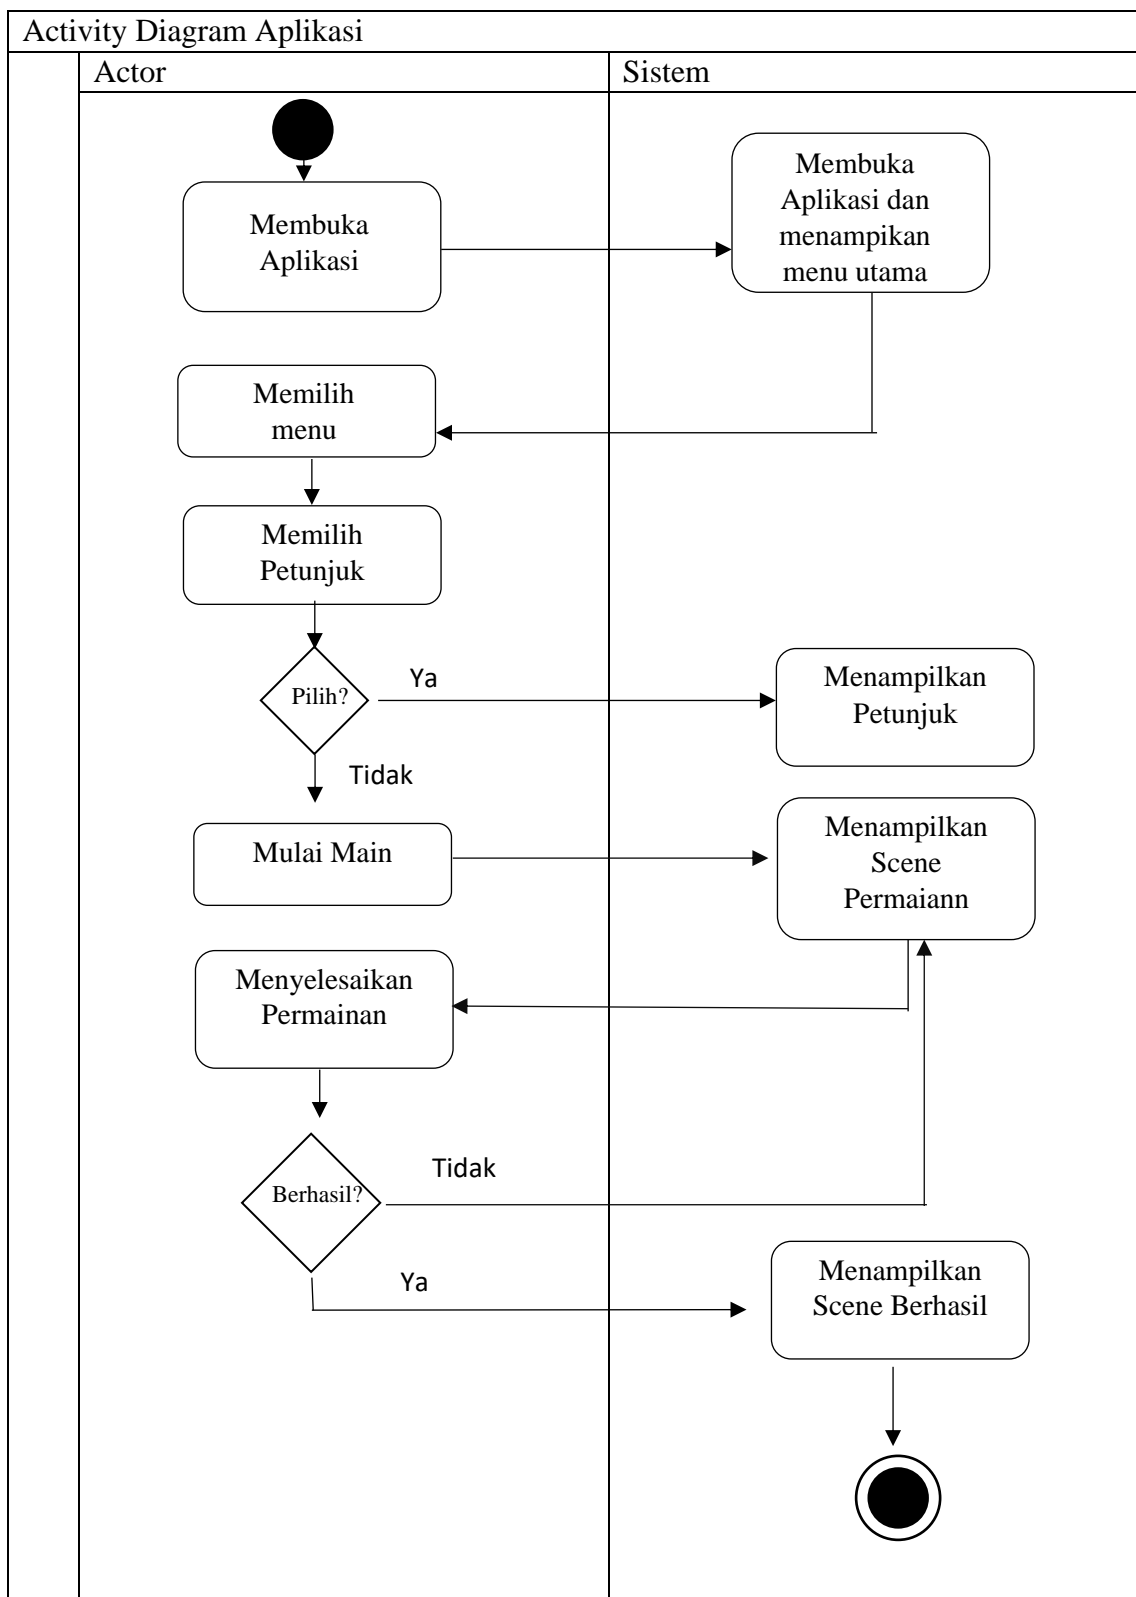 Activity Diagram Aplikasi
Actor
Sistem
Membuka
Aplikasi
Membuka
Aplikasi dan
menampikan
menu utama
Memilih
menu
Memilih
Petunjuk
Pilih?
Ya
Menampilkan
Petunjuk
Tidak
Mulai Main
Menampilkan
Scene
Permaiann
Menyelesaikan
Permainan
Berhasil?
Tidak
Ya
Menampilkan
Scene Berhasil